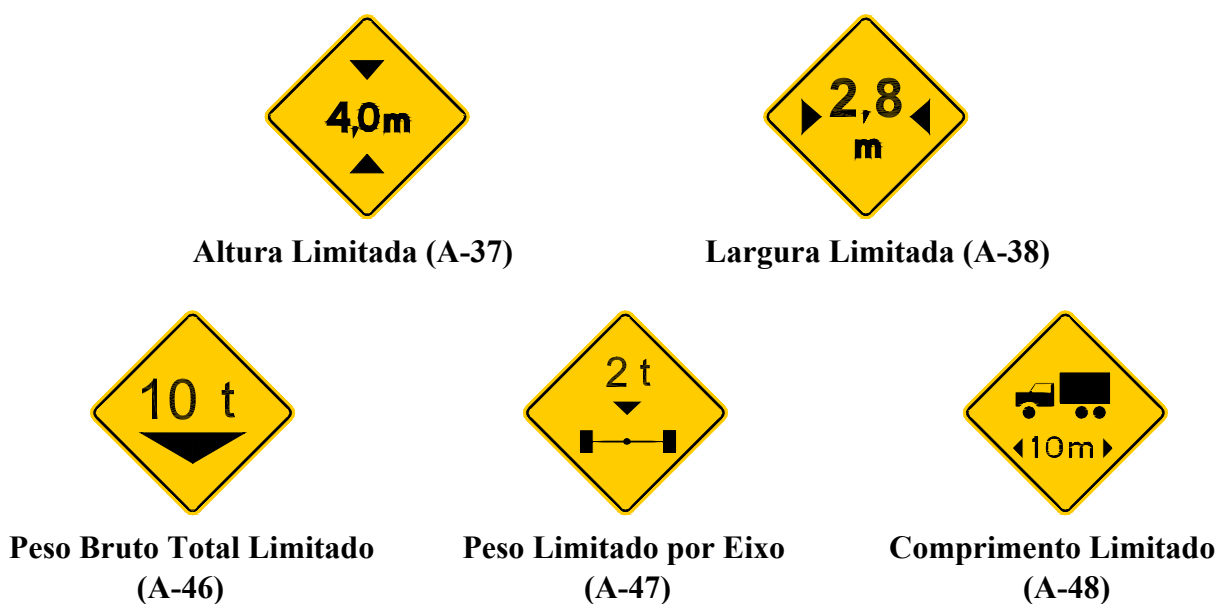 4,0m
2,8
m
Altura Limitada (A-37)
Largura Limitada (A-38)
10 t
2 t
10m
Peso Bruto Total Limitado
(A-46)
Peso Limitado por Eixo
(A-47)
Comprimento Limitado
(A-48)